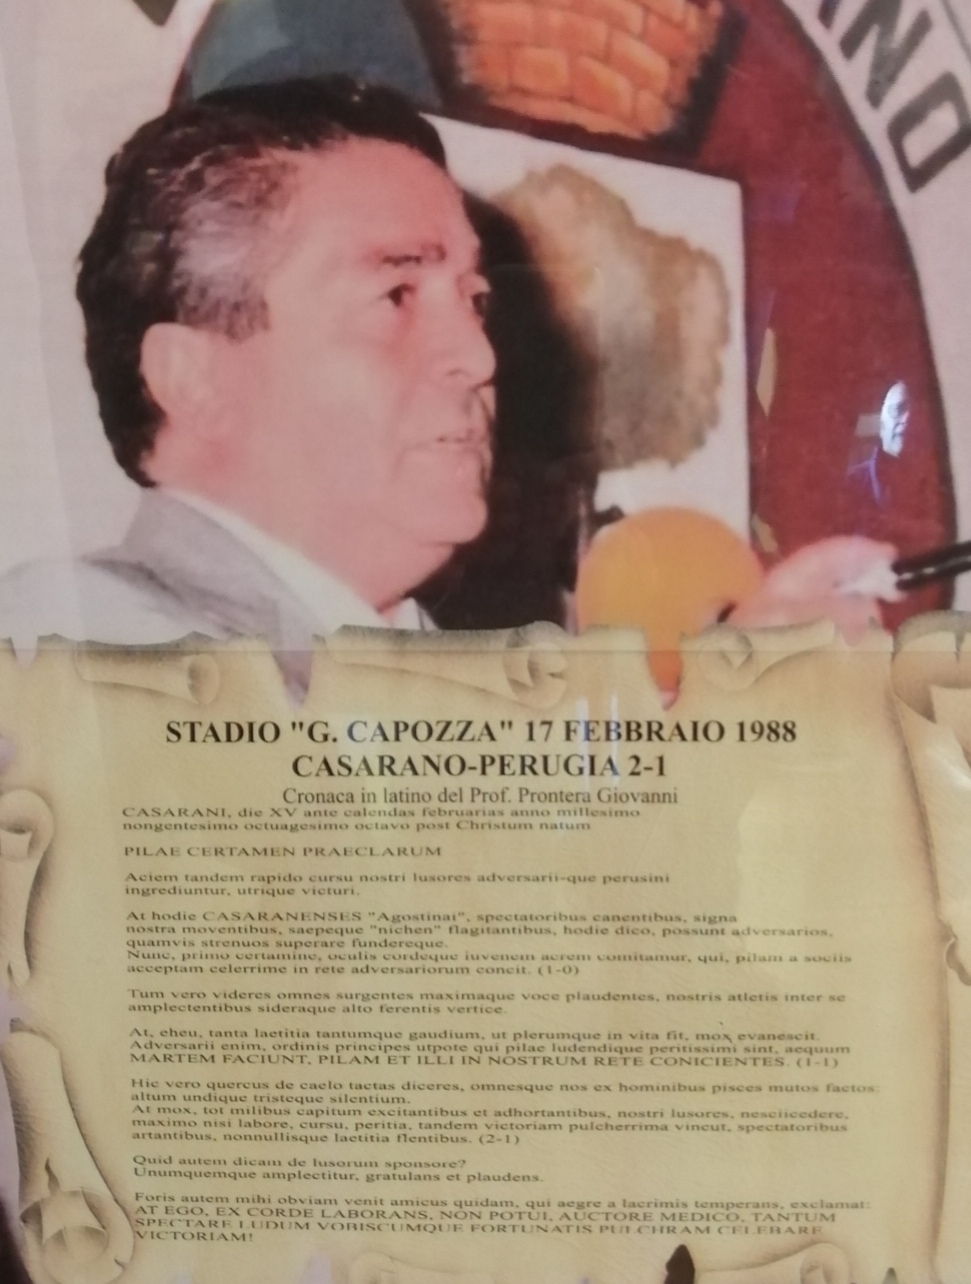 ANO
STADIO "G. CAPOZZA" 17 FEBBRAIO 1988
CASARANO-PERUGIA 2-1
Cronaca in latino del Prof. Prontera Giovanni
CASARANI, die XV ante calendas februarias anno millesimo
nongentesimo octuagesimo octavo post Christum natum
PILAE CERTAMEN PRAECLARUM
Aciem tandem rapido cursu nostri lusores adversarii-que perusini
ingrediuntur, utrique victuri.
At hodie CASARANENSES "Agostinai", spectatoribus canentibus, signa
nostra moventibus, saepeque "nichen" flagitantibus, hodie dico, possunt adversarios,
quamvis strenuos superare fundereque.
Nunc, primo certamine, oculis cordeque iuvenem acrem comitamur, qui, pilam a sociis
acceptam celerrime in rete adversariorum concit. (1-0)
Tum vero videres omnes surgentes maximaque voce plaudentes, nostris atletis inter se
amplectentibus sideraque alto ferentis vertice.
At, eheu, tanta laetitia tantumque gaudium, ut plerumque in vita fit, mox evanescit.
Adversarii enim, ordinis principes utpote qui pilae ludendique peritissimi sint, aequum
MARTEM FACIUNT, PILAM ET ILLI IN NOSTRUM RETE CONICIENTES. (1-1)
Hic vero quercus de caelo tactas diceres, omnesque nos ex hominibus pisces mutos factos:
altum undique tristeque silentium.
At mox, tot milibus capitum excitantibus et adhortantibus, nostri lusores, nesciicedere,
maximo nisi labore, cursu, peritia, tandem victoriam pulcherrima vincut, spectatoribus
artantibus, nonnullisque laetitia flentibus. (2-1)
Quid autem dicam de lusorum sponsore?
Unumquemque amplectitur, gratulans et plaudens.
Foris autem mihi obviam venit amicus quidam, qui aegre a lacrimis temperans, exclamat:
AT EGO, EX CORDE LABORANS, NON POTUI, AUCTORE MEDICO, TANTUM
SPECTARE LUDUM VOBISCUMQUE FORTUNATIS PULCHRAM CELEBARE
VICTORIAM!